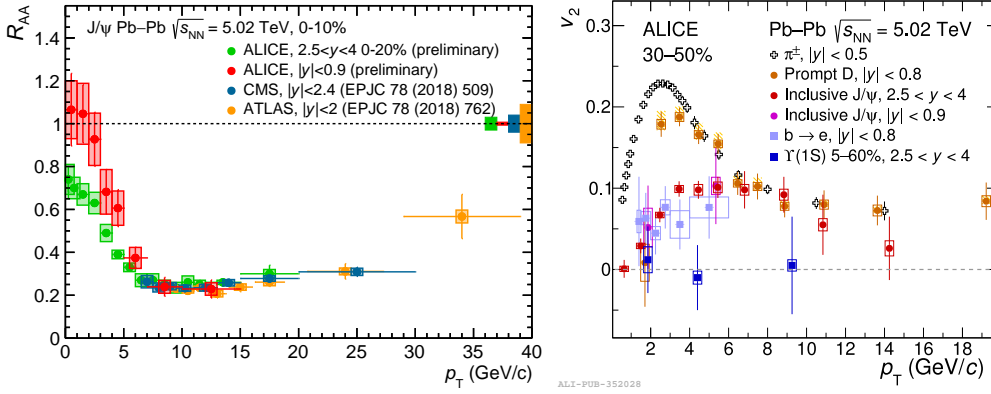 R_AA
J/ψ Pb–Pb √s_NN = 5.02 TeV, 0-10%
ALICE, 2.5<y<4 0-20% (preliminary)
ALICE, |y|<0.9 (preliminary)
CMS, |y|<2.4 (EPJC 78 (2018) 509)
ATLAS, |y|<2 (EPJC 78 (2018) 762)
1.4
1.2
1
0.8
0.6
0.4
0.2
0
0 5 10 15 20 25 30 35 40
p_T (GeV/c)
v_2
ALICE
30–50%
Pb–Pb √s_NN = 5.02 TeV
π±, |y| < 0.5
Prompt D, |y| < 0.8
Inclusive J/ψ, 2.5 < y < 4
Inclusive J/ψ, |y| < 0.9
b → e, |y| < 0.8
ϒ(1S) 5–60%, 2.5 < y < 4
0.3
0.2
0.1
0
2 4 6 8 10 12 14 16 18
p_T (GeV/c)
ALI-PUB-352028